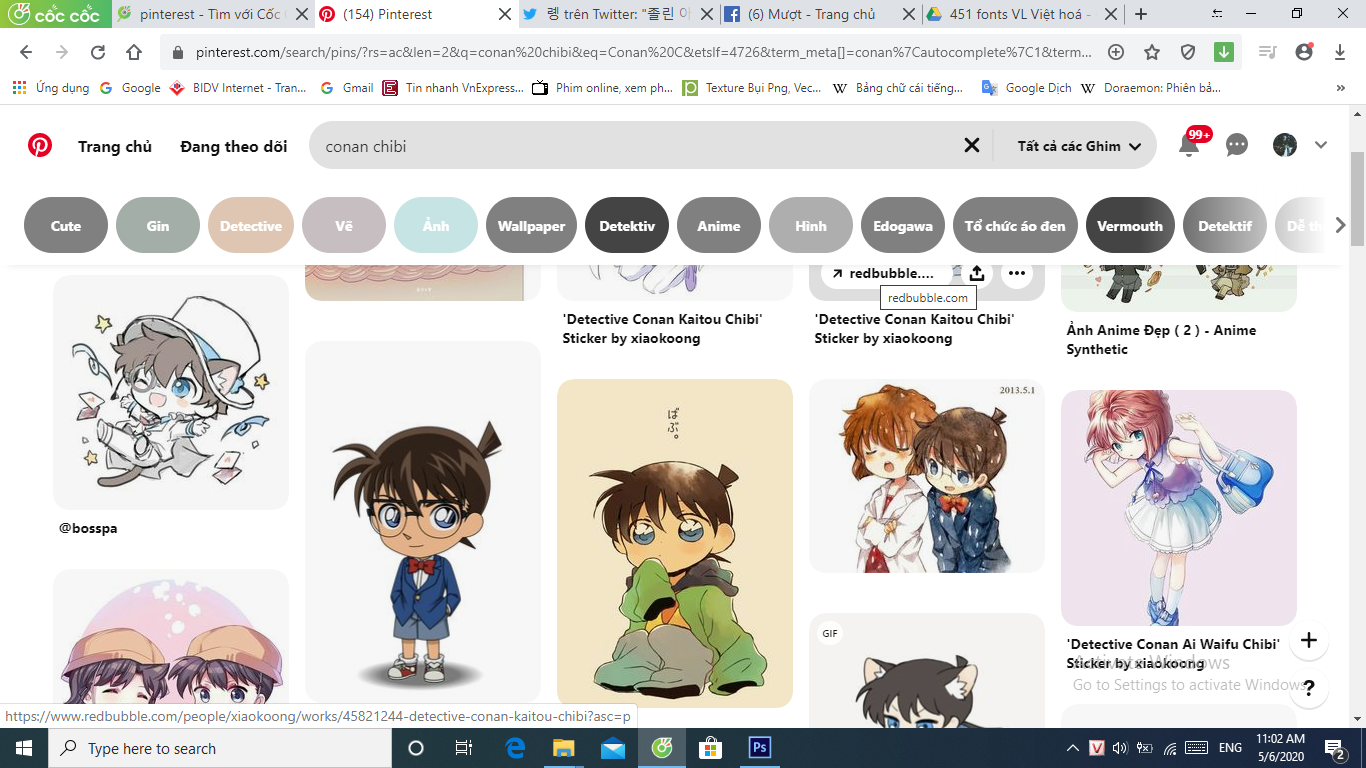 cốc cốc
pinterest - Tìm với Cốc C
(154) Pinterest
렝 trên Twitter: "졸린 아
(6) Mượt - Trang chủ
451 fonts VL Việt hoá -
pinterest.com/search/pins/?rs=ac&len=2&q=conan%20chibi&eq=Conan%20C&etslf=4726&term_meta[]=conan%7Cautocomplete%7C1&term...
Ứng dụng
Google
BIDV Internet - Tran...
Gmail
Tin nhanh VnExpress...
Phim online, xem ph...
Texture Bụi Png, Vec...
Bảng chữ cái tiếng...
Google Dịch
Doraemon: Phiên bả...
»
Trang chủ
Đang theo dõi
conan chibi
Tất cả các Ghim
99+
Cute
Gin
Detective
Vẽ
Ảnh
Wallpaper
Detektiv
Anime
Hình
Edogawa
Tổ chức áo đen
Vermouth
Detektif
Dễ th
redbubble....
redbubble.com
'Detective Conan Kaitou Chibi'
Sticker by xiaokoong
'Detective Conan Kaitou Chibi'
Sticker by xiaokoong
Ảnh Anime Đẹp ( 2 ) - Anime
Synthetic
@bosspa
ばぶ。
2013.5.1
GIF
'Detective Conan Ai Waifu Chibi'
Sticker by xiaokoong
Activate Windows
Go to Settings to activate Windows.
?
https://www.redbubble.com/people/xiaokoong/works/45821244-detective-conan-kaitou-chibi?asc=p
Type here to search
Ps
V
ENG
11:02 AM
5/6/2020
2